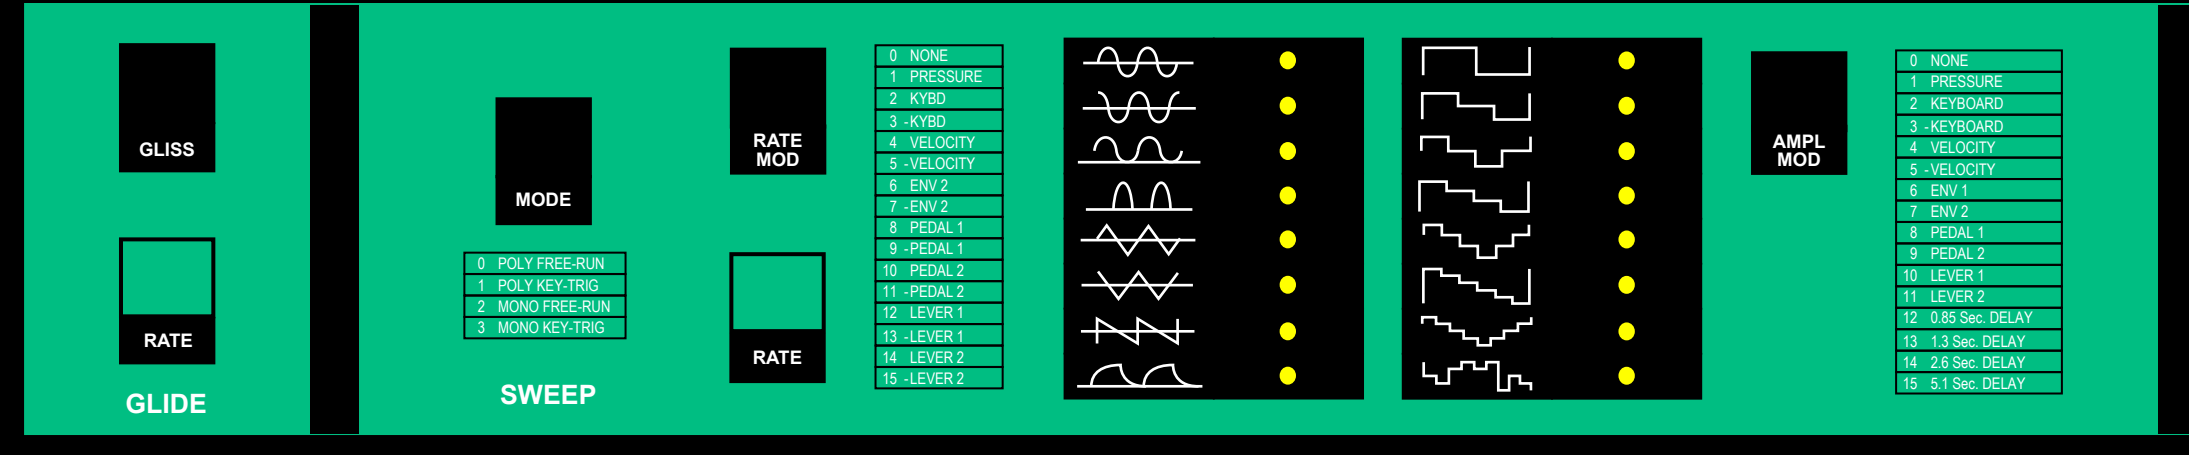 GLISS
RATE
GLIDE
MODE
0 POLY FREE-RUN
1 POLY KEY-TRIG
2 MONO FREE-RUN
3 MONO KEY-TRIG
SWEEP
RATE
MOD
RATE
0 NONE
1 PRESSURE
2 KYBD
3 -KYBD
4 VELOCITY
5 -VELOCITY
6 ENV 2
7 -ENV 2
8 PEDAL 1
9 -PEDAL 1
10 PEDAL 2
11 -PEDAL 2
12 LEVER 1
13 -LEVER 1
14 LEVER 2
15 -LEVER 2
AMPL
MOD
0 NONE
1 PRESSURE
2 KEYBOARD
3 -KEYBOARD
4 VELOCITY
5 -VELOCITY
6 ENV 1
7 ENV 2
8 PEDAL 1
9 PEDAL 2
10 LEVER 1
11 LEVER 2
12 0.85 Sec. DELAY
13 1.3 Sec. DELAY
14 2.6 Sec. DELAY
15 5.1 Sec. DELAY